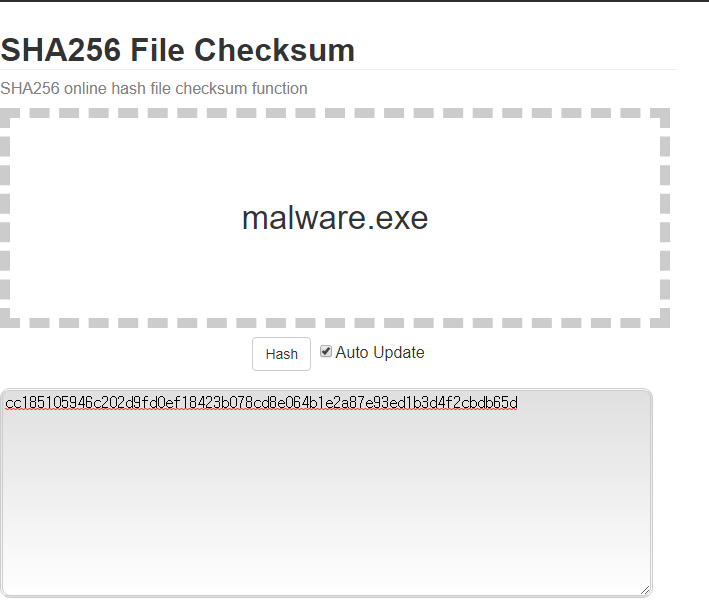 SHA256 File Checksum
SHA256 online hash file checksum function
malware.exe
Hash
Auto Update
cc185105946c202d9fd0ef18423b078cd8e064b1e2a87e93ed1b3d4f2cbdb65d